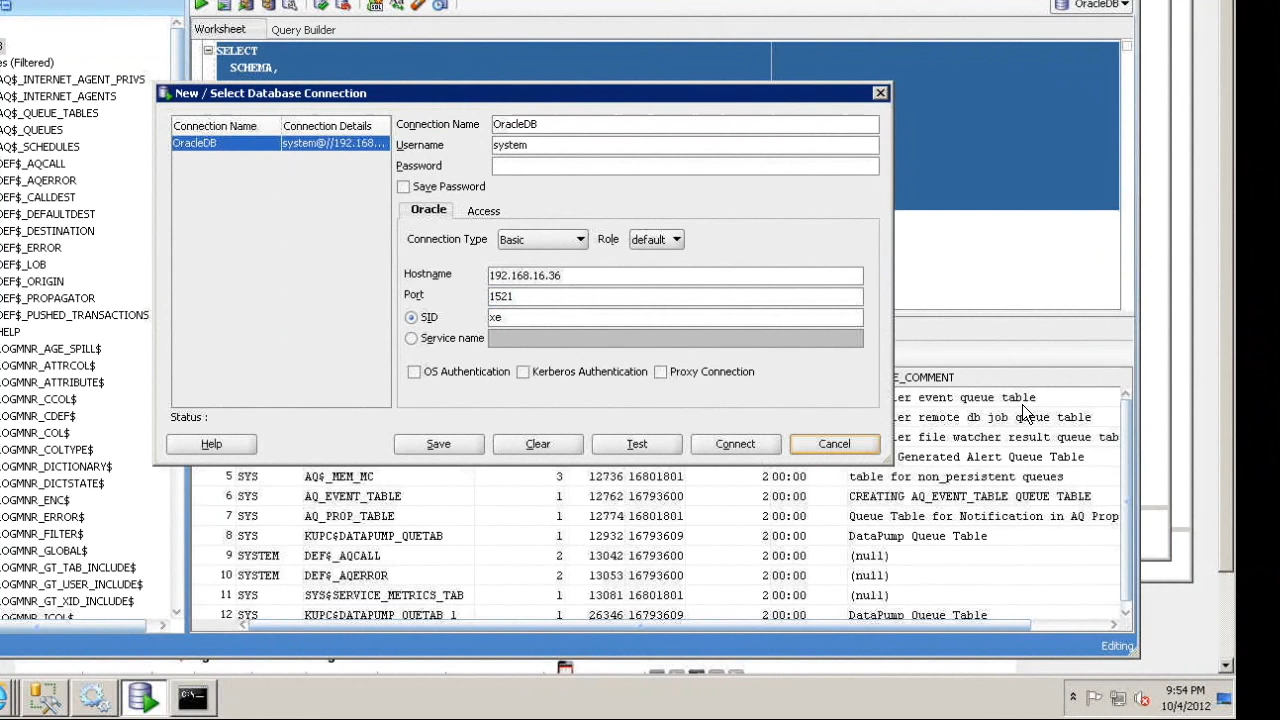 OracleDB
Worksheet
Query Builder
SELECT
SCHEMA,
es (Filtered)
AQ$_INTERNET_AGENT_PRIVS
AQ$_INTERNET_AGENTS
AQ$_QUEUE_TABLES
AQ$_QUEUES
AQ$_SCHEDULES
DEF$_AQCALL
DEF$_AQERROR
DEF$_CALLDEST
DEF$_DEFAULTDEST
DEF$_DESTINATION
DEF$_ERROR
DEF$_LOB
DEF$_ORIGIN
DEF$_PROPAGATOR
DEF$_PUSHED_TRANSACTIONS
HELP
LOGMNR_AGE_SPILL$
LOGMNR_ATTRCOL$
LOGMNR_ATTRIBUTE$
LOGMNR_CCOL$
LOGMNR_CDEF$
LOGMNR_COL$
LOGMNR_COLTYPE$
LOGMNR_DICTIONARY$
LOGMNR_DICTSTATE$
LOGMNR_ENC$
LOGMNR_ERROR$
LOGMNR_FILTER$
LOGMNR_GLOBAL$
LOGMNR_GT_TAB_INCLUDE$
LOGMNR_GT_USER_INCLUDE$
LOGMNR_GT_XID_INCLUDE$
LOGMNR_ICOL$
New / Select Database Connection
Connection Name Connection Details
OracleDB system@//192.168...
Connection Name OracleDB
Username system
Password
Save Password
Oracle Access
Connection Type Basic Role default
Hostname 192.168.16.36
Port 1521
SID xe
Service name
OS Authentication Kerberos Authentication Proxy Connection
Status :
Help Save Clear Test Connect Cancel
E_COMMENT
ler event queue table
ler remote db job queue table
ler file watcher result queue tab
Generated Alert Queue Table
5 SYS AQ$_MEM_MC 3 12736 16801801 2 00:00 table for non_persistent queues
6 SYS AQ_EVENT_TABLE 1 12762 16793600 2 00:00 CREATING AQ_EVENT_TABLE QUEUE TABLE
7 SYS AQ_PROP_TABLE 1 12774 16801801 2 00:00 Queue Table for Notification in AQ Prop
8 SYS KUPC$DATAPUMP_QUETAB 1 12932 16793609 2 00:00 DataPump Queue Table
9 SYSTEM DEF$_AQCALL 2 13042 16793600 2 00:00 (null)
10 SYSTEM DEF$_AQERROR 2 13053 16793600 2 00:00 (null)
11 SYS SYS$SERVICE_METRICS_TAB 1 13081 16793600 2 00:00 (null)
12 SYS KUPC$DATAPUMP_QUETAB_1 1 26346 16793609 2 00:00 DataPump Queue Table
Editing
9:54 PM
10/4/2012